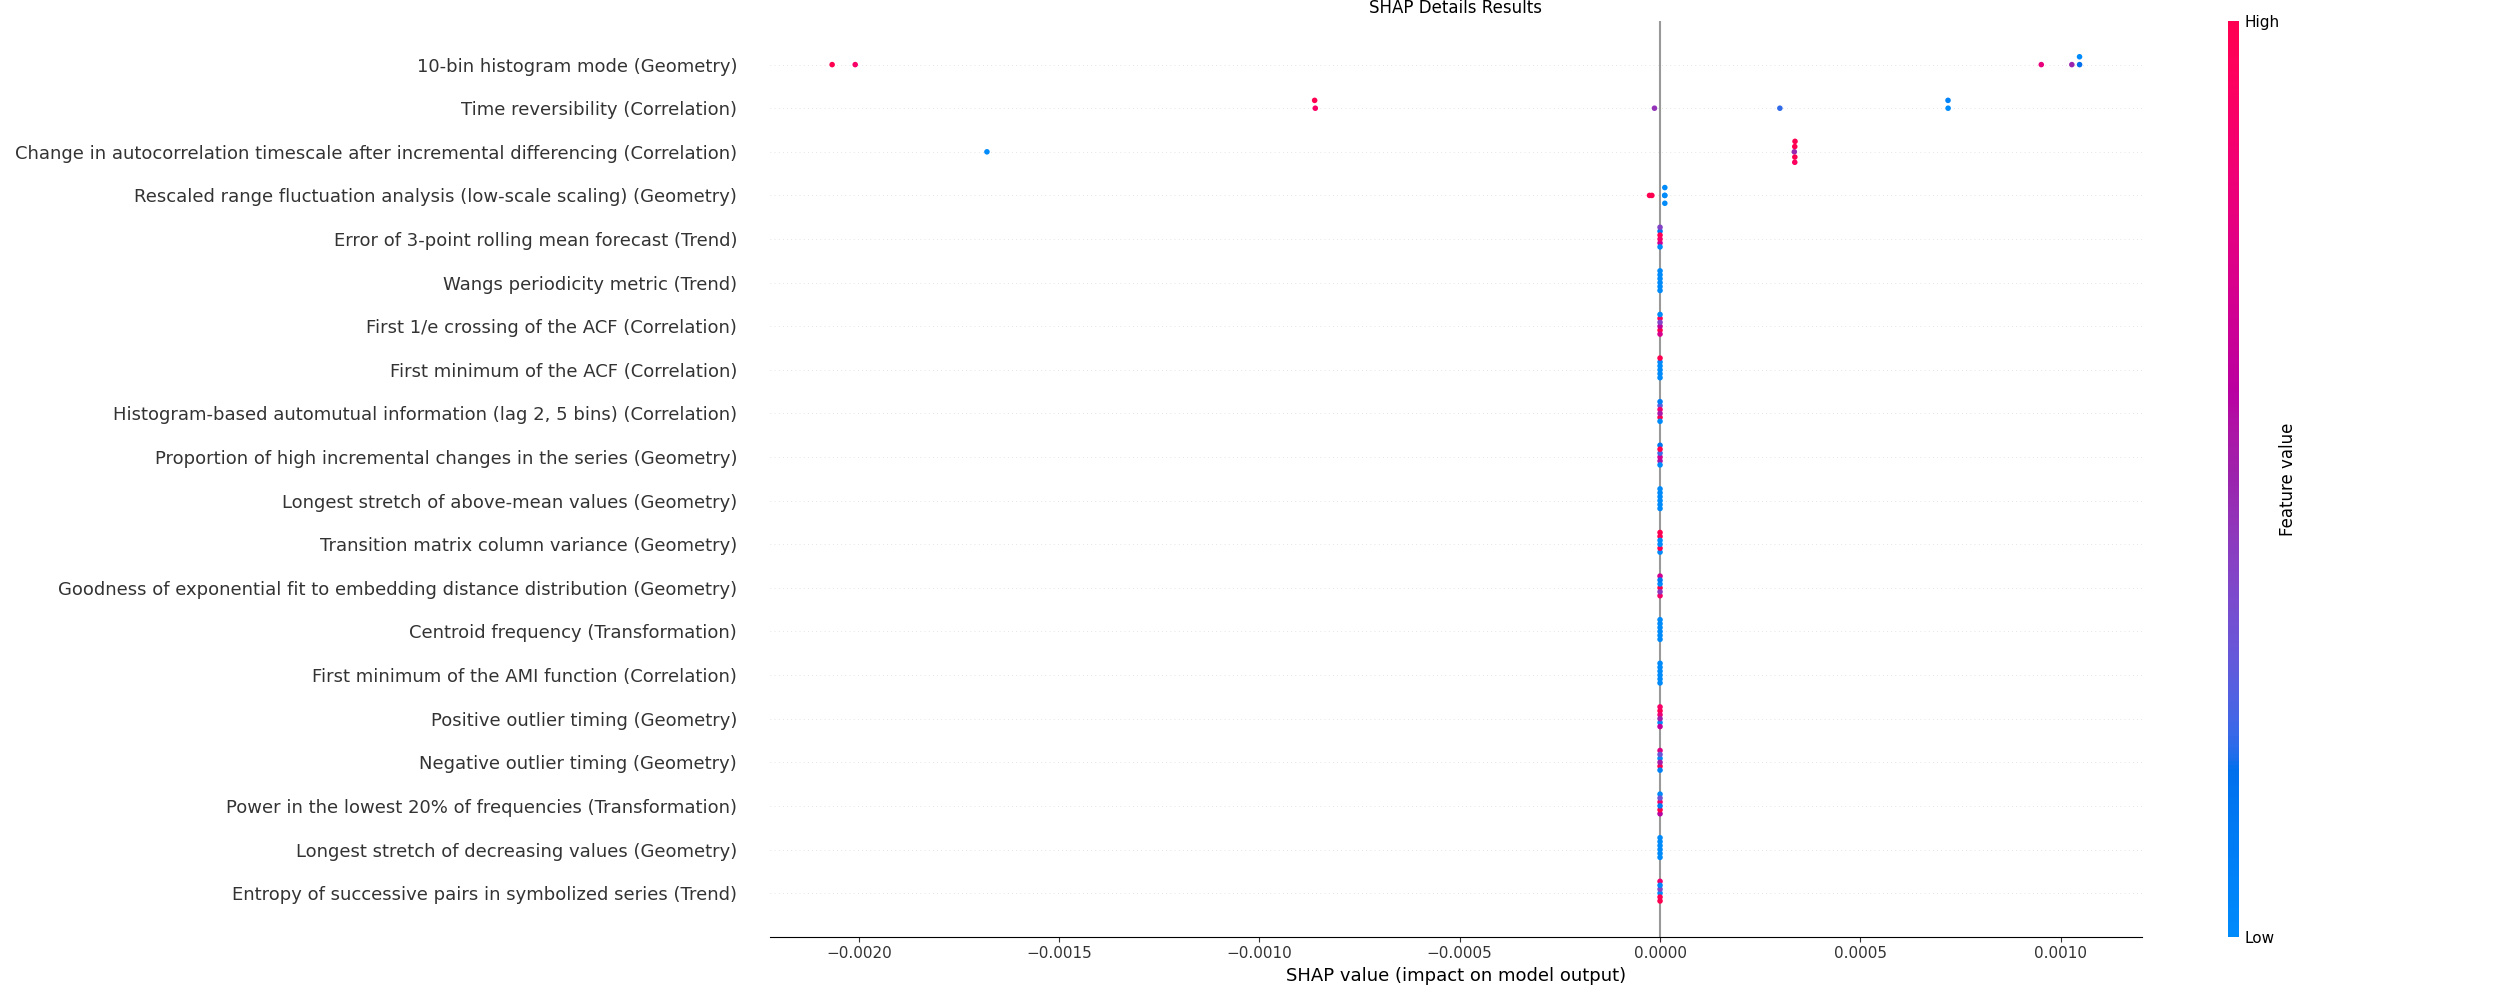 SHAP Details Results
High
10-bin histogram mode (Geometry)
Time reversibility (Correlation)
Change in autocorrelation timescale after incremental differencing (Correlation)
Rescaled range fluctuation analysis (low-scale scaling) (Geometry)
Error of 3-point rolling mean forecast (Trend)
Wangs periodicity metric (Trend)
First 1/e crossing of the ACF (Correlation)
First minimum of the ACF (Correlation)
Histogram-based automutual information (lag 2, 5 bins) (Correlation)
Proportion of high incremental changes in the series (Geometry)
Longest stretch of above-mean values (Geometry)
Transition matrix column variance (Geometry)
Goodness of exponential fit to embedding distance distribution (Geometry)
Centroid frequency (Transformation)
First minimum of the AMI function (Correlation)
Positive outlier timing (Geometry)
Negative outlier timing (Geometry)
Power in the lowest 20% of frequencies (Transformation)
Longest stretch of decreasing values (Geometry)
Entropy of successive pairs in symbolized series (Trend)
Feature value
Low
−0.0020 −0.0015 −0.0010 −0.0005 0.0000 0.0005 0.0010
SHAP value (impact on model output)